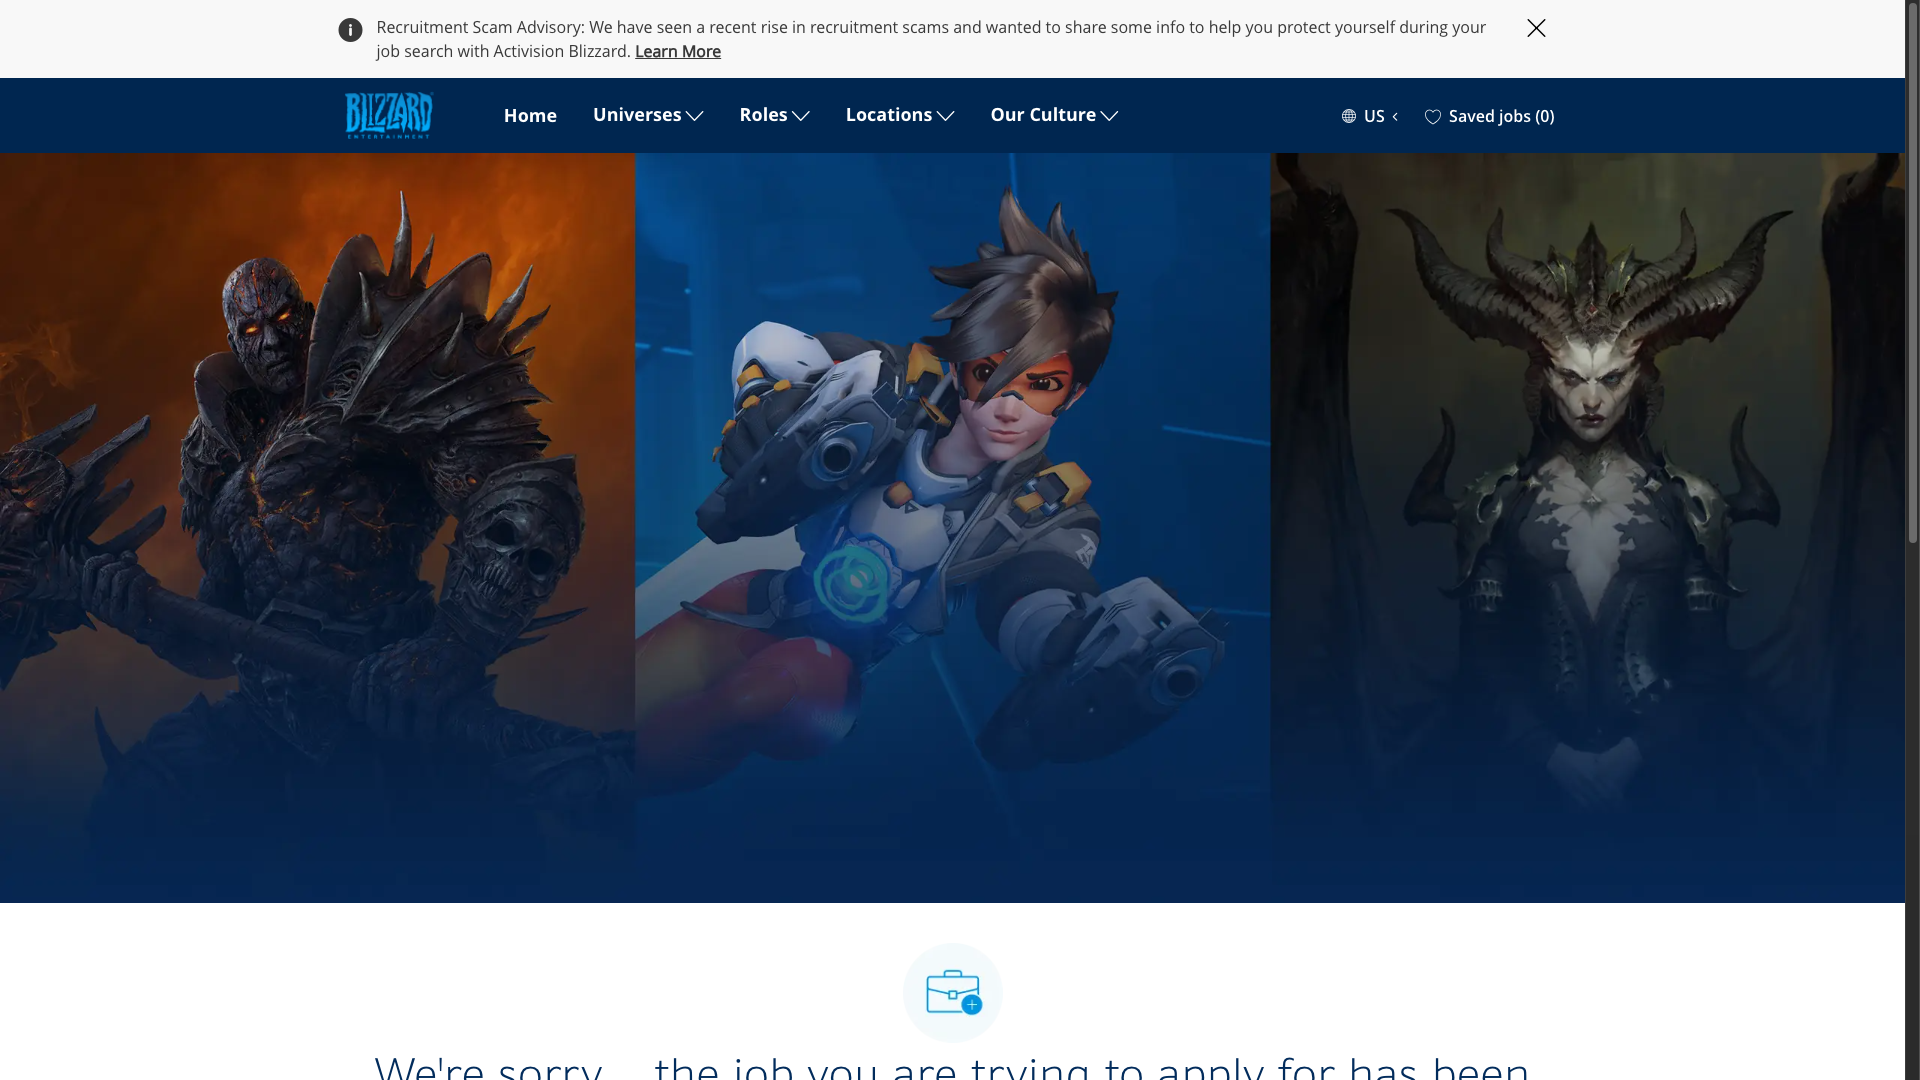 Recruitment Scam Advisory: We have seen a recent rise in recruitment scams and wanted to share some info to help you protect yourself during your
job search with Activision Blizzard. Learn More
BLIZZARD
ENTERTAINMENT
Home
Universes
Roles
Locations
Our Culture
US
Saved jobs (0)
We're sorry... the job you are trying to apply for has been